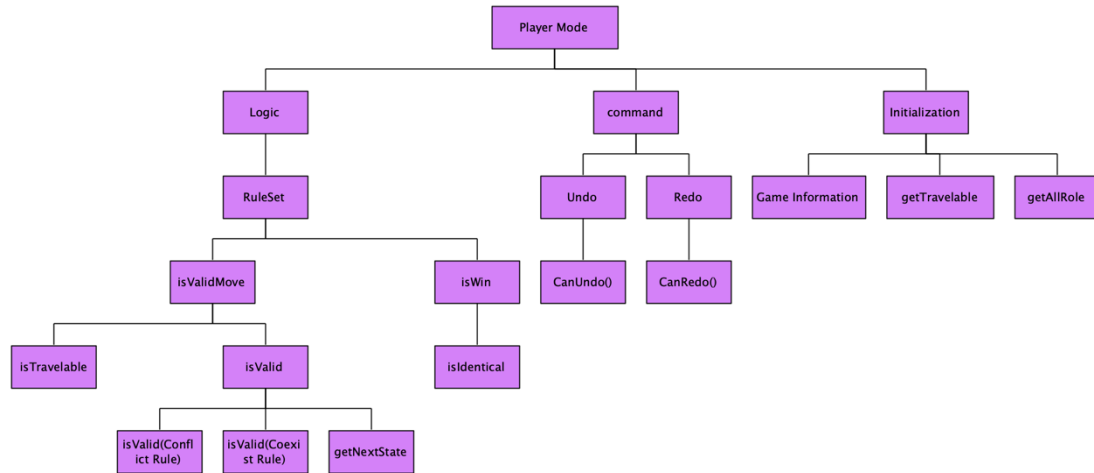 Player Mode
Logic
command
Initialization
RuleSet
Undo
Redo
Game Information
getTravelable
getAllRole
isValidMove
isWin
CanUndo()
CanRedo()
isTravelable
isValid
isIdentical
isValid(Confl
ict Rule)
isValid(Coexi
st Rule)
getNextState